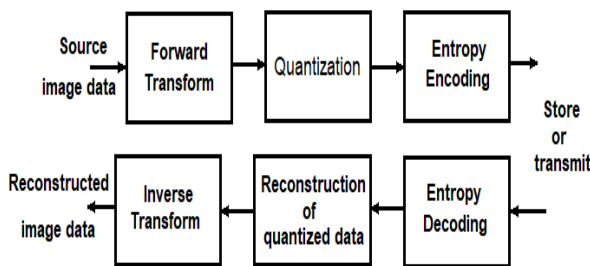 Source
image data
Forward
Transform
Quantization
Entropy
Encoding
Store
or
transmit
Reconstructed
image data
Inverse
Transform
Reconstruction
of
quantized data
Entropy
Decoding